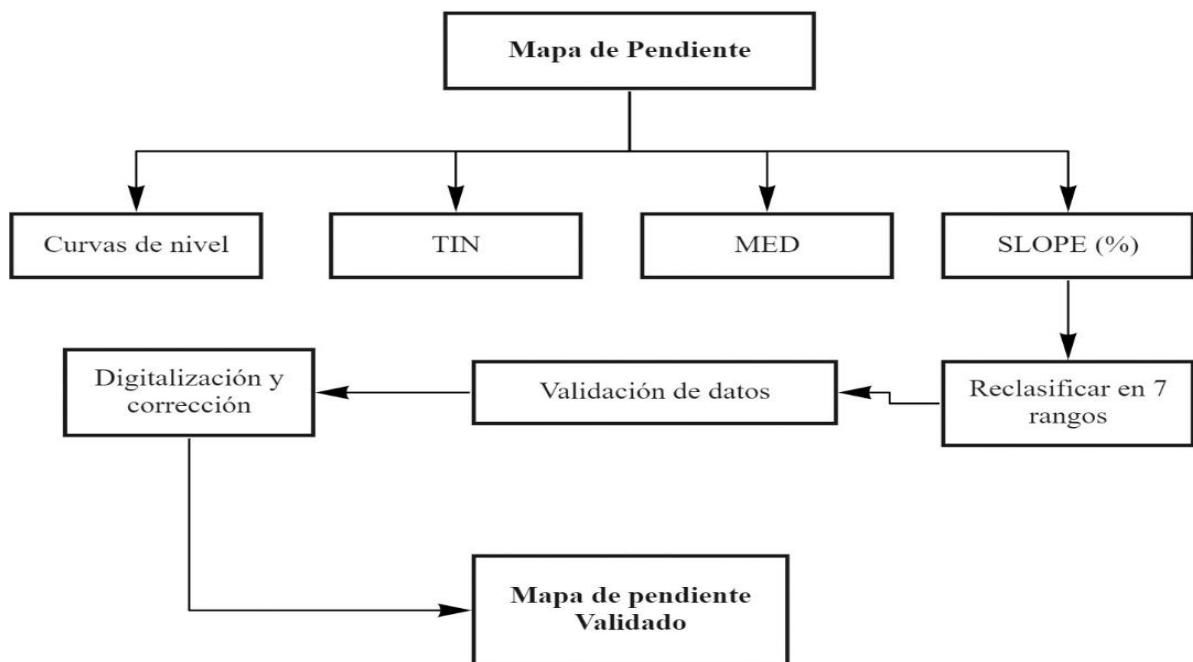 Mapa de Pendiente
Curvas de nivel
TIN
MED
SLOPE (%)
Digitalización y
corrección
Validación de datos
Reclasificar en 7
rangos
Mapa de pendiente
Validado